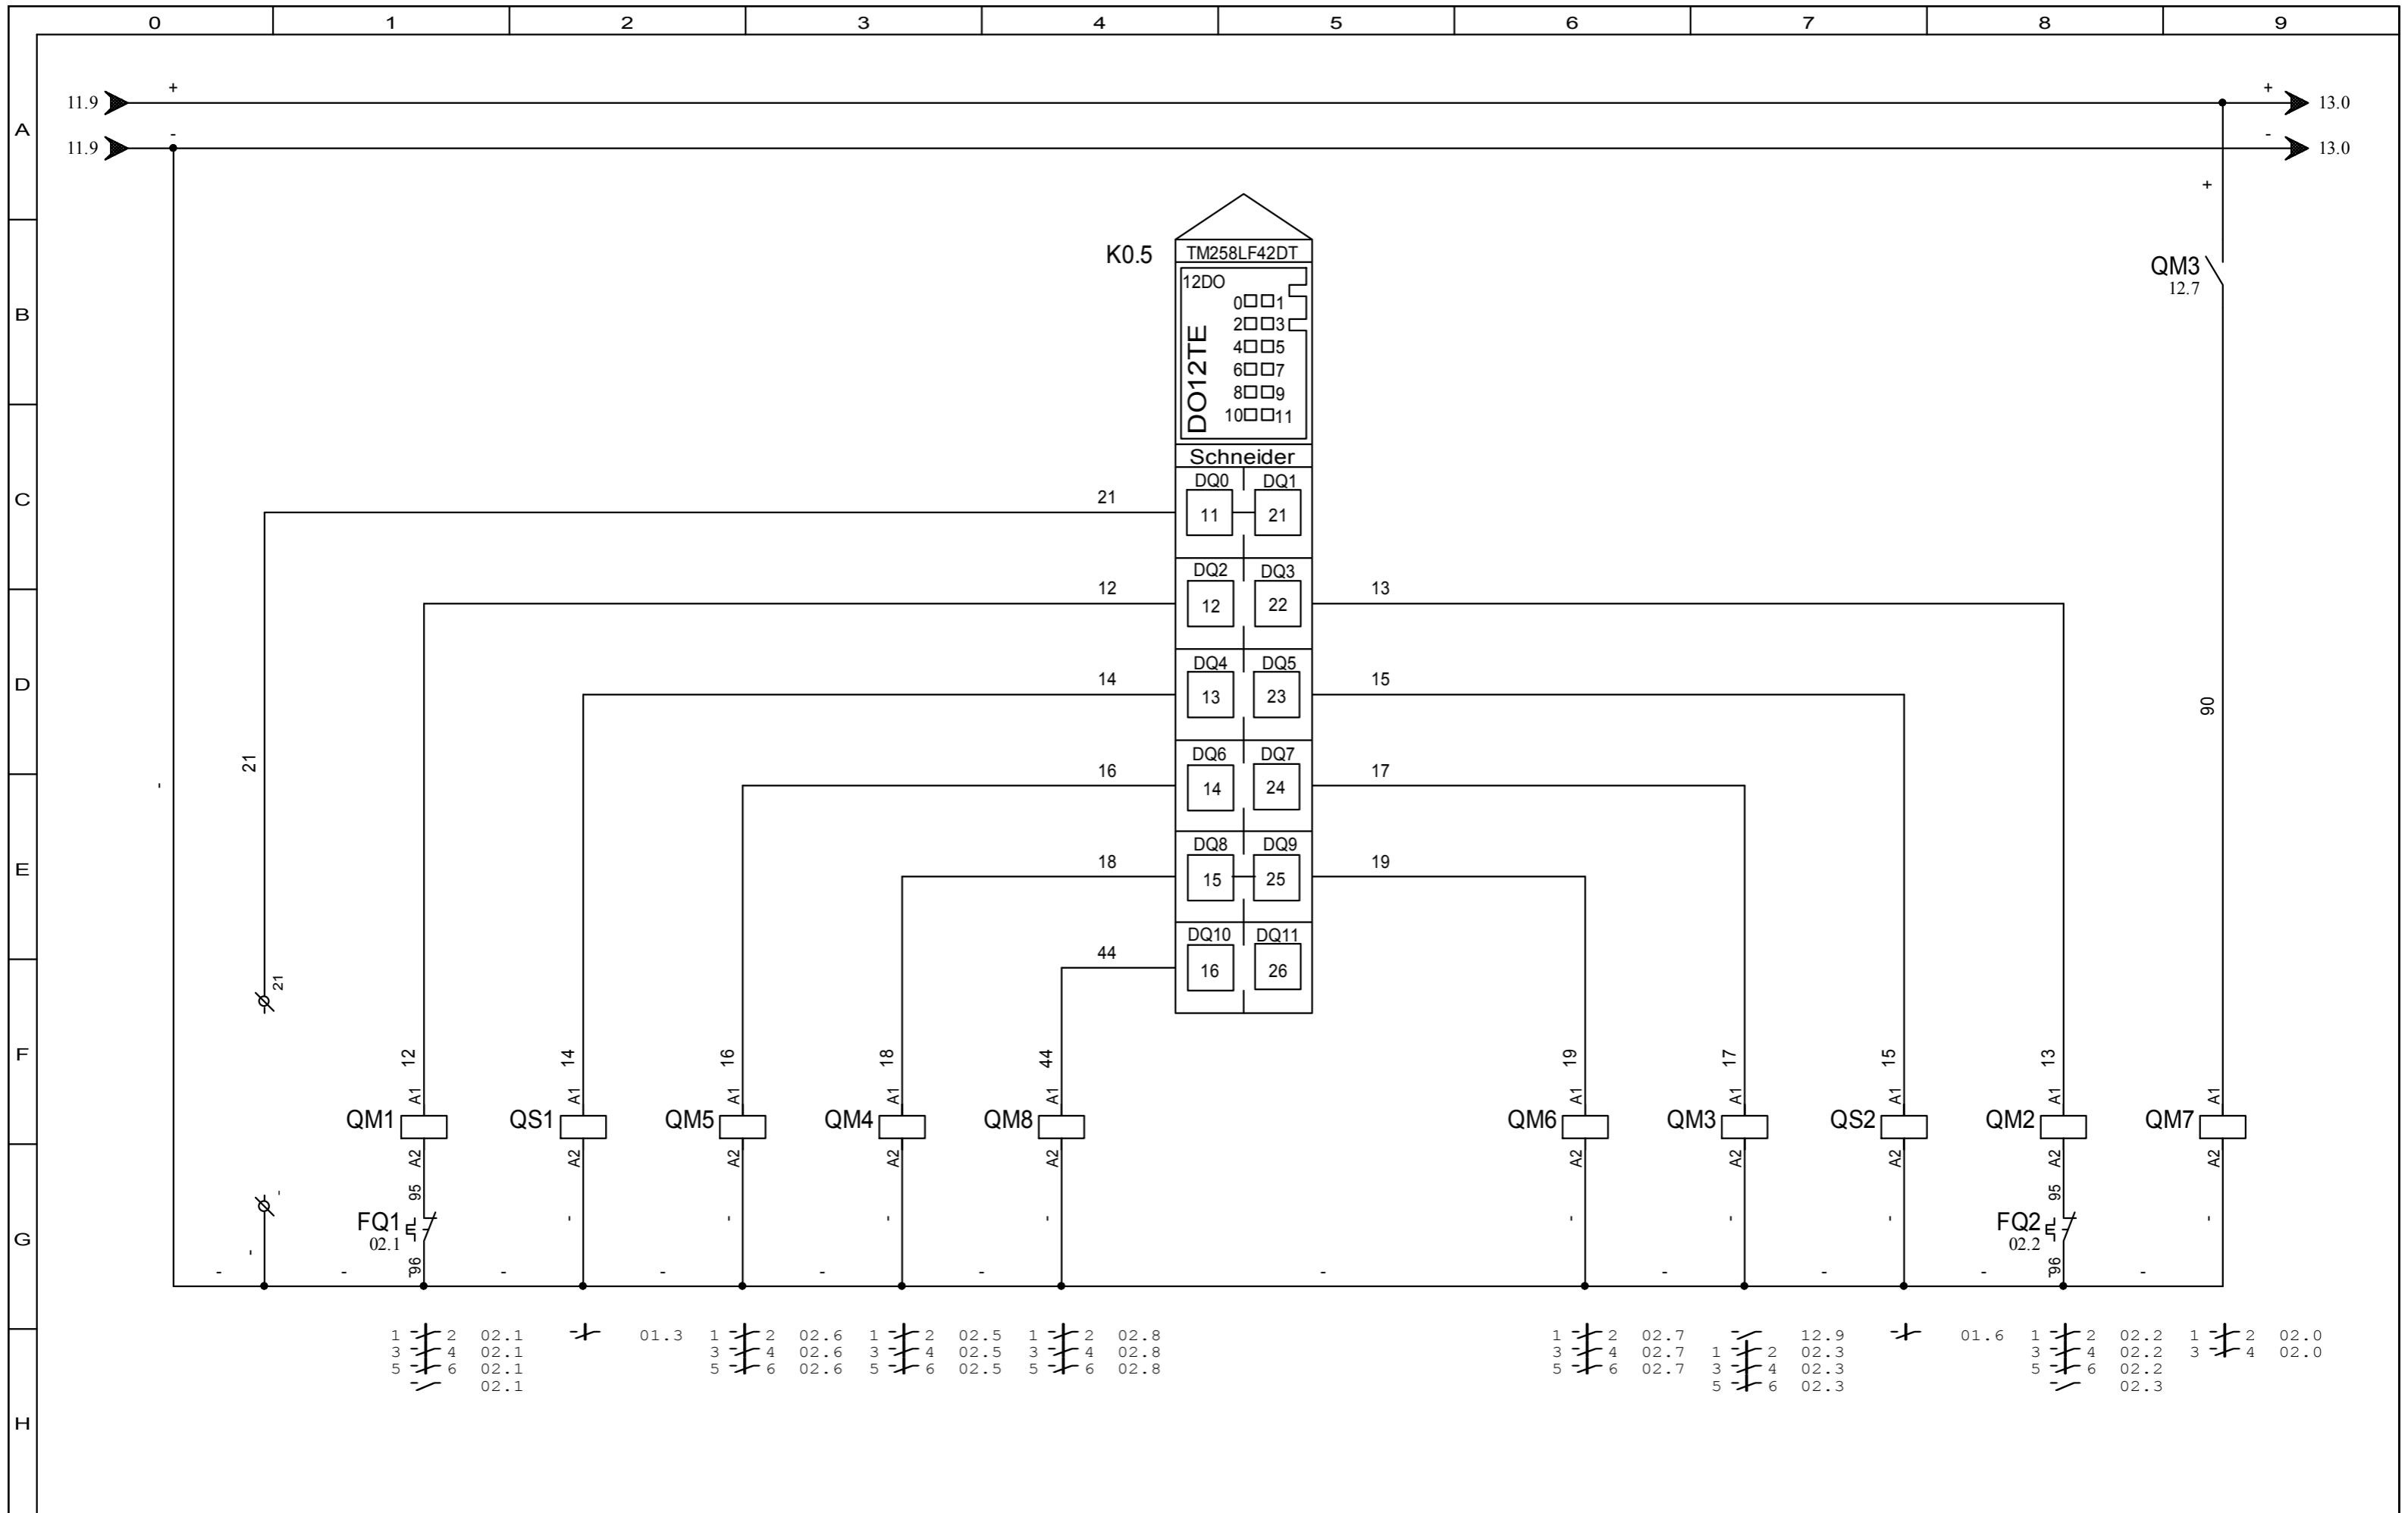 0 1 2 3 4 5 6 7 8 9
+ +
11.9 13.0
- -
11.9 13.0
A
+
K0.5 TM258LF42DT
QM3
12.7
12DO
DO12TE
0 1
2 3
4 5
6 7
8 9
10 11
B
Schneider
DQ0 DQ1
21 11 21
C
DQ2 DQ3
12 12 22 13
DQ4 DQ5
14 13 23 15
D
90
DQ6 DQ7
16 14 24 17
21
-
DQ8 DQ9
18 15 25 19
E
DQ10 DQ11
44 16 26
21
F
12 14 16 18 44 19 17 15 13
A1 A1 A1 A1 A1 A1 A1 A1 A1 A1
QM1 QS1 QM5 QM4 QM8 QM6 QM3 QS2 QM2 QM7
A2 A2 A2 A2 A2 A2 A2 A2 A2 A2
- 95 95
FQ1 - - - - - - - FQ2 -
02.1 02.2
G
- 96 96
- - - - - - - - - - -
1 2 02.1 01.3 1 2 02.6 1 2 02.5 1 2 02.8 1 2 02.7 12.9 01.6 1 2 02.2 1 2 02.0
3 4 02.1 3 4 02.6 3 4 02.5 3 4 02.8 3 4 02.7 1 2 02.3 3 4 02.2 3 4 02.0
5 6 02.1 5 6 02.6 5 6 02.5 5 6 02.8 5 6 02.7 3 4 02.3 5 6 02.2
02.1 5 6 02.3 02.3
H